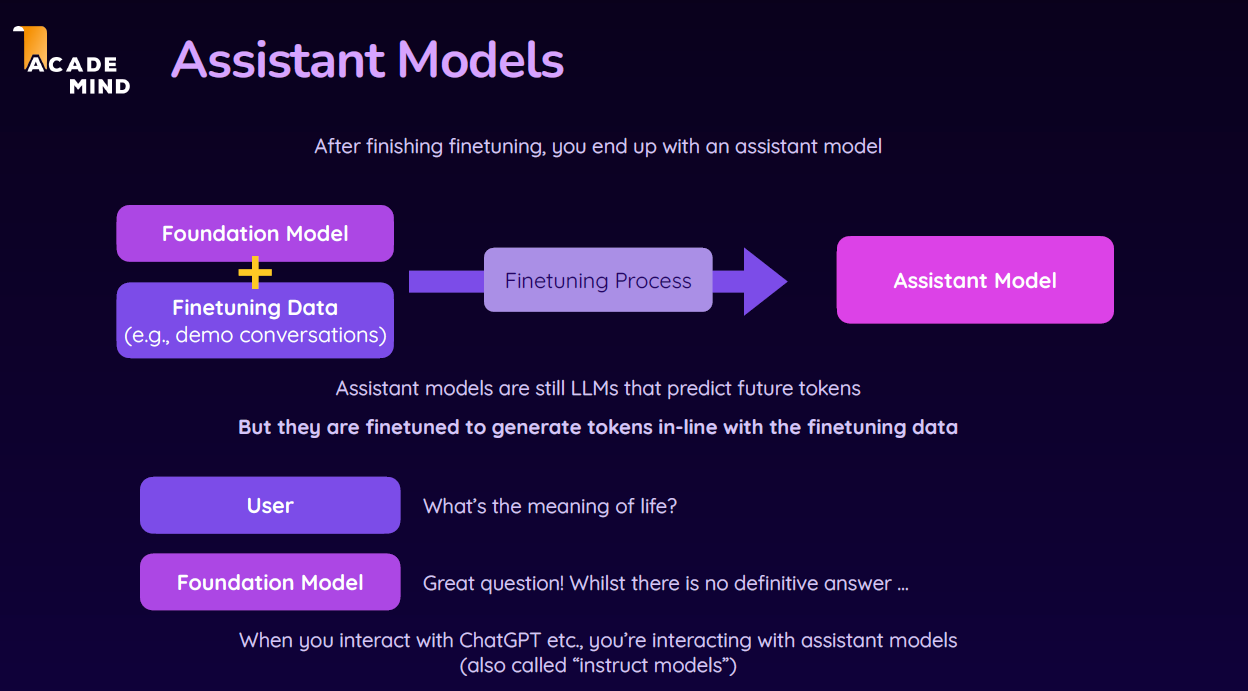 ACADE
MIND
Assistant Models
After finishing finetuning, you end up with an assistant model
Foundation Model
+
Finetuning Data
(e.g., demo conversations)
Finetuning Process
Assistant Model
Assistant models are still LLMs that predict future tokens
But they are finetuned to generate tokens in-line with the finetuning data
User
What's the meaning of life?
Foundation Model
Great question! Whilst there is no definitive answer ...
When you interact with ChatGPT etc., you're interacting with assistant models
(also called “instruct models”)